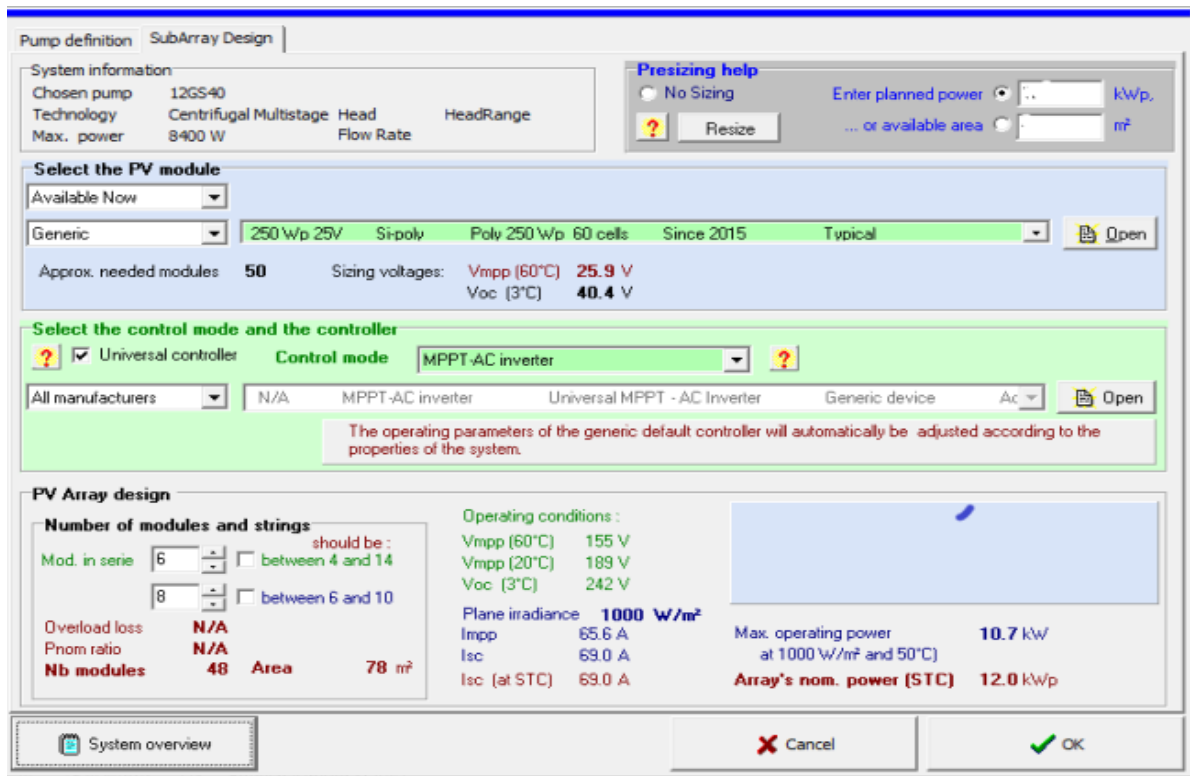 Pump definition SubArray Design
System information
Chosen pump 12GS40
Technology Centrifugal Multistage Head HeadRange
Max. power 8400 W Flow Rate
Presizing help
No Sizing Enter planned power kWp,
? Resize ... or available area m²
Select the PV module
Available Now
Generic 250 Wp 25V Si-poly Poly 250 Wp 60 cells Since 2015 Typical Open
Approx. needed modules 50 Sizing voltages: Vmpp (60°C) 25.9 V
Voc (3°C) 40.4 V
Select the control mode and the controller
? Universal controller Control mode MPPT-AC inverter ?
All manufacturers N/A MPPT-AC inverter Universal MPPT - AC Inverter Generic device Ac Open
The operating parameters of the generic default controller will automatically be adjusted according to the
properties of the system.
PV Array design
Number of modules and strings
should be :
Mod. in serie 6 between 4 and 14
8 between 6 and 10
Overload loss N/A
Pnom ratio N/A
Nb modules 48 Area 78 m²
Operating conditions :
Vmpp (60°C) 155 V
Vmpp (20°C) 189 V
Voc (3°C) 242 V
Plane irradiance 1000 W/m²
Impp 65.6 A
Isc 69.0 A
Isc (at STC) 69.0 A
Max. operating power 10.7 kW
at 1000 W/m² and 50°C)
Array's nom. power (STC) 12.0 kWp
System overview Cancel OK